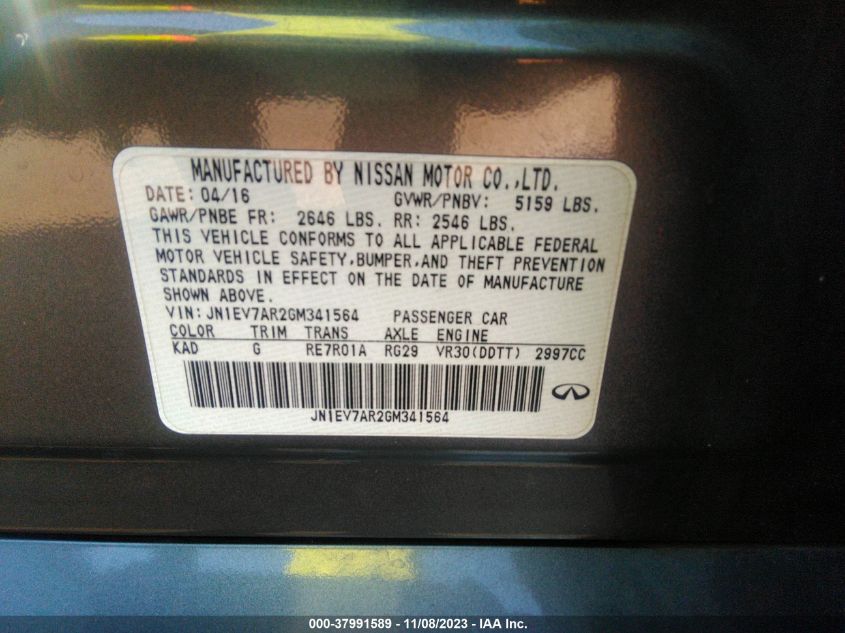 MANUFACTURED BY NISSAN MOTOR CO.,LTD.
DATE: 04/16 GVWR/PNBV: 5159 LBS.
GAWR/PNBE FR: 2646 LBS. RR: 2546 LBS.
THIS VEHICLE CONFORMS TO ALL APPLICABLE FEDERAL
MOTOR VEHICLE SAFETY,BUMPER,AND THEFT PREVENTION
STANDARDS IN EFFECT ON THE DATE OF MANUFACTURE
SHOWN ABOVE.
VIN:JN1EV7AR2GM341564 PASSENGER CAR
COLOR TRIM TRANS AXLE ENGINE
KAD G RE7R01A RG29 VR30(DDTT) 2997CC
JN1EV7AR2GM341564
000-37991589 - 11/08/2023 - IAA Inc.